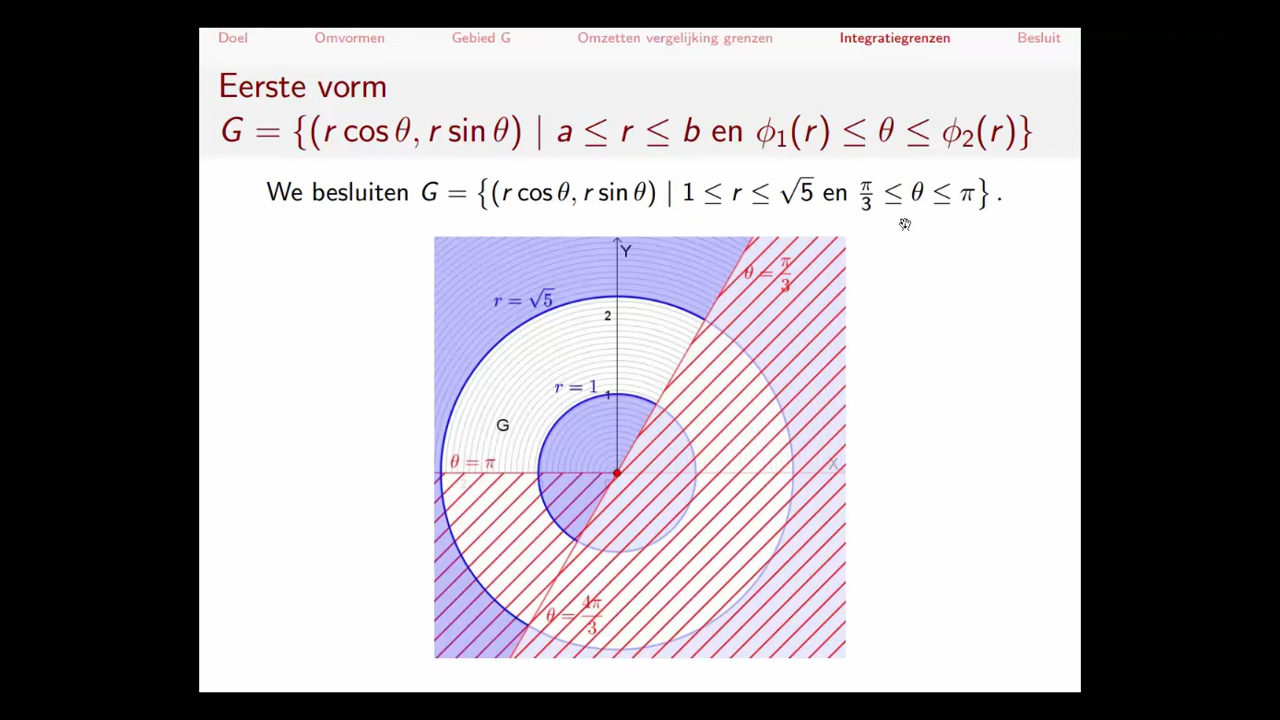 Doel Omvormen Gebied G Omzetten vergelijking grenzen Integratiegrenzen Besluit
Eerste vorm
G = {(r cos θ, r sin θ) | a ≤ r ≤ b en ϕ₁(r) ≤ θ ≤ ϕ₂(r)}
We besluiten G = {(r cos θ, r sin θ) | 1 ≤ r ≤ √5 en π/3 ≤ θ ≤ π} .
Y
θ = π/3
r = √5
2
r = 1
1
G
θ = π
X
θ = 4π/3